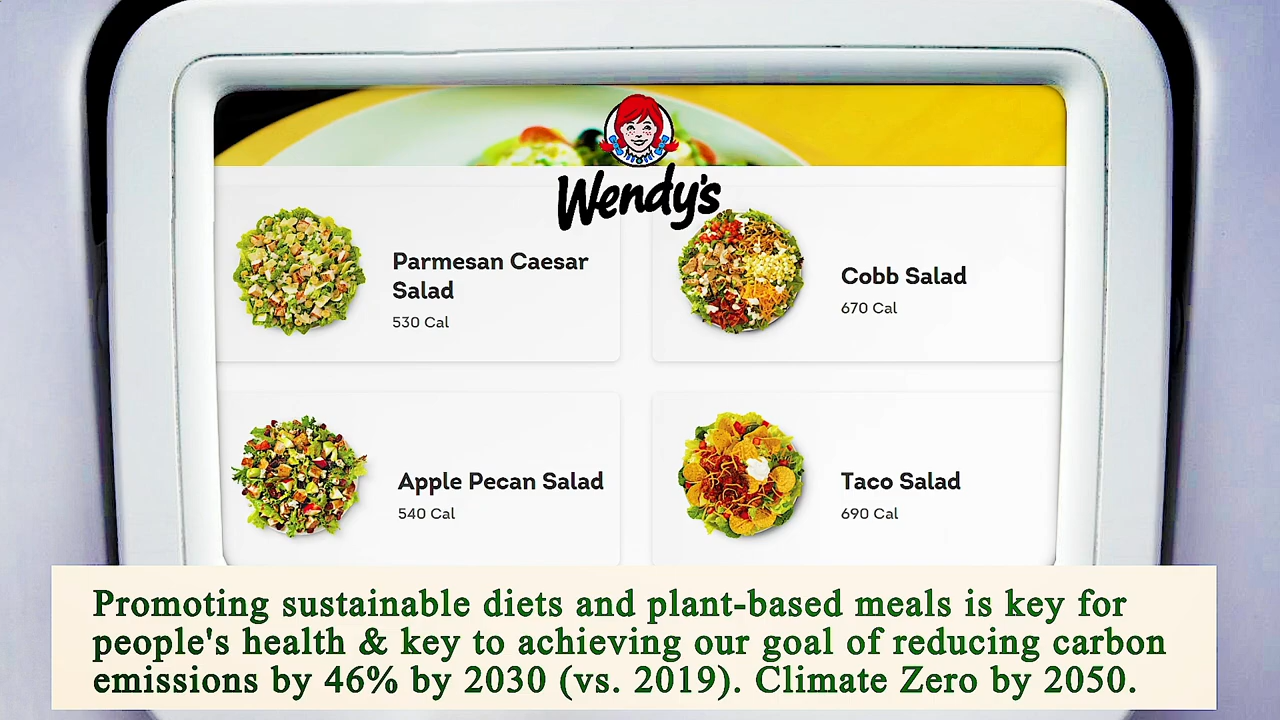 Wendy's
Parmesan Caesar
Salad
530 Cal
Cobb Salad
670 Cal
Apple Pecan Salad
540 Cal
Taco Salad
690 Cal
Promoting sustainable diets and plant-based meals is key for
people's health & key to achieving our goal of reducing carbon
emissions by 46% by 2030 (vs. 2019). Climate Zero by 2050.